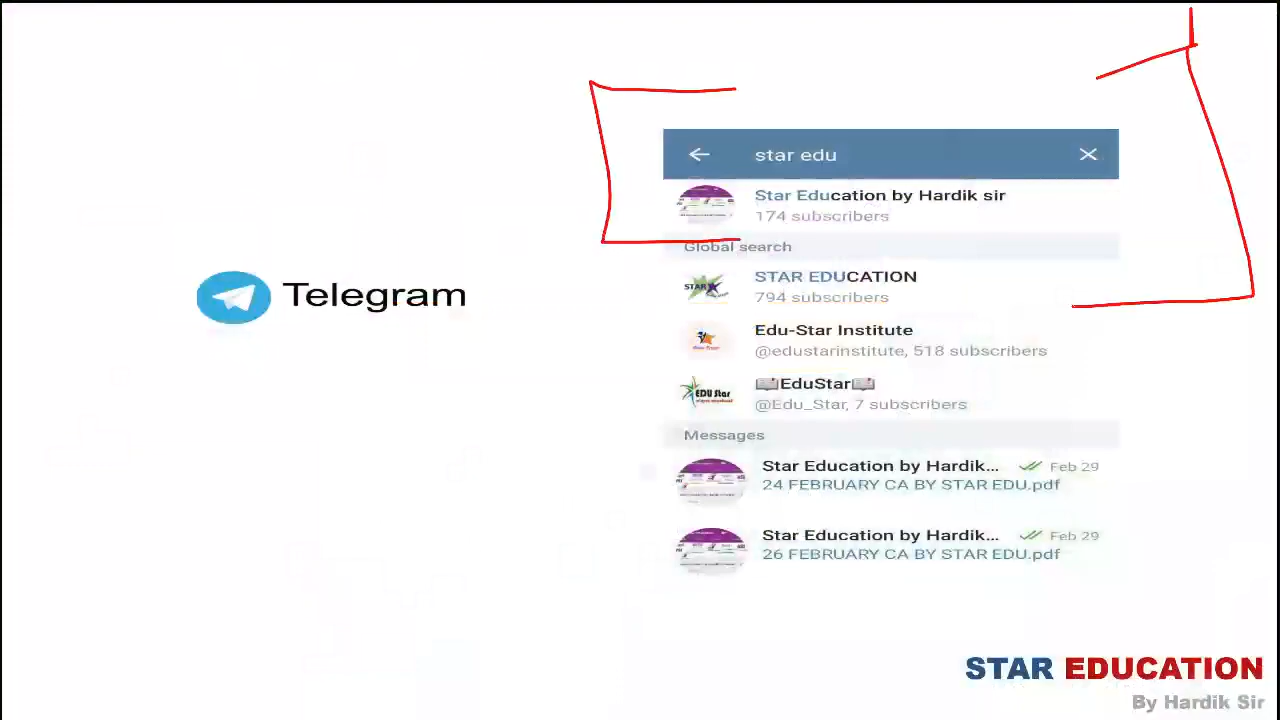 star edu
Star Education by Hardik sir
174 subscribers
Global search
STAR EDUCATION
794 subscribers
Telegram
Edu-Star Institute
@edustarinstitute, 518 subscribers
📖EduStar📖
@Edu_Star, 7 subscribers
EDU Star
Messages
Star Education by Hardik... Feb 29
24 FEBRUARY CA BY STAR EDU.pdf
Star Education by Hardik... Feb 29
26 FEBRUARY CA BY STAR EDU.pdf
STAR EDUCATION
By Hardik Sir